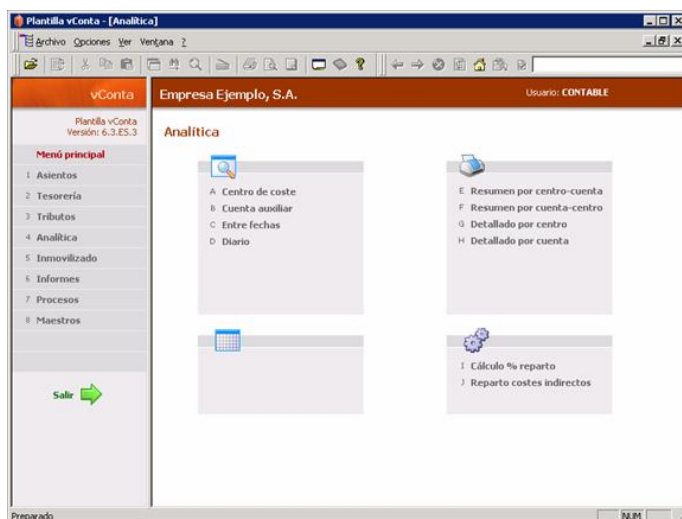 Plantilla vConta - [Analítica]
Archivo Opciones Ver Ventana ?
vConta
Empresa Ejemplo, S.A.
Usuario: CONTABLE
Plantilla vConta
Versión: 6.3.ES.3
Menú principal
1 Asientos
2 Tesorería
3 Tributos
4 Analítica
5 Inmovilizado
6 Informes
7 Procesos
8 Maestros
Salir
Analítica
A Centro de coste
B Cuenta auxiliar
C Entre fechas
D Diario
E Resumen por centro-cuenta
F Resumen por cuenta-centro
G Detallado por centro
H Detallado por cuenta
I Cálculo % reparto
J Reparto costes indirectos
Preparado
NUM